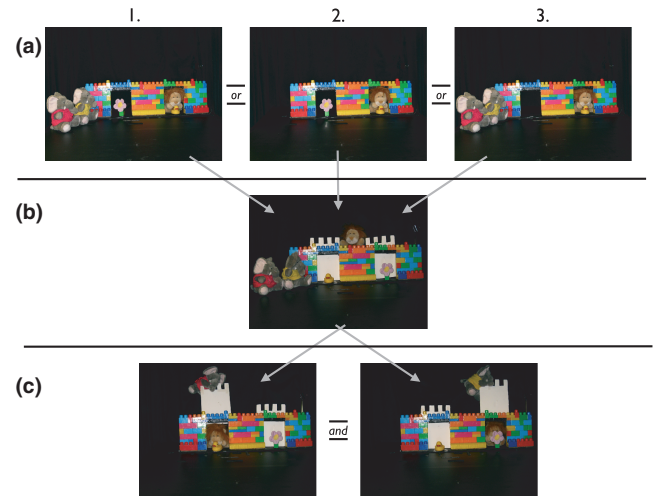 1. 2. 3.
(a)
or or
(b)
(c)
and